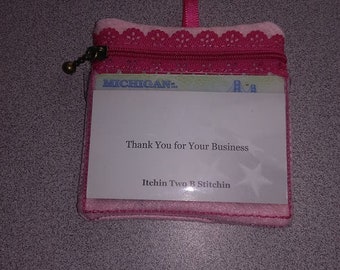 MICHIGAN
Thank You for Your Business
Itchin Two B Stitchin